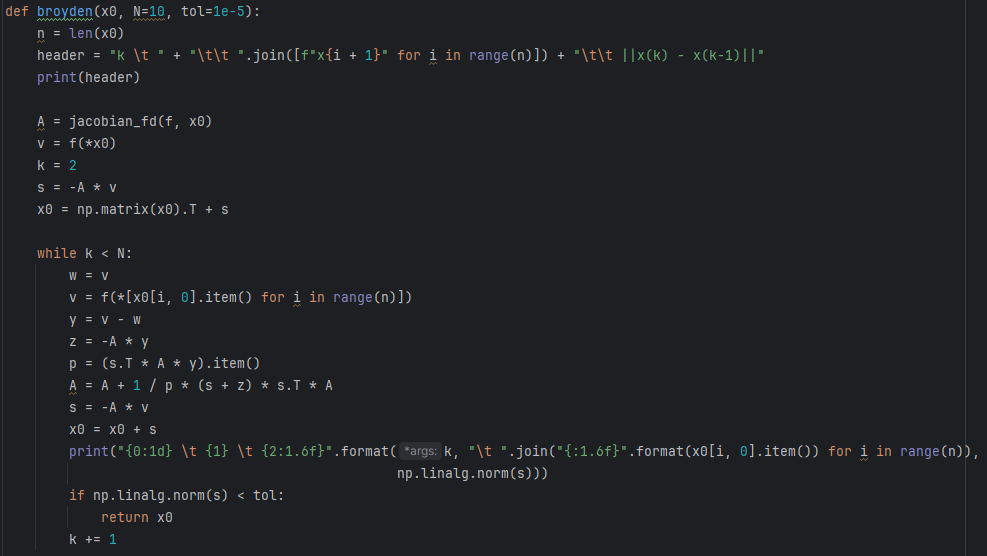 def broyden(x0, N=10, tol=1e-5):
    n = len(x0)
    header = "k \t " + "\t\t ".join([f"x{i + 1}" for i in range(n)]) + "\t\t ||x(k) - x(k-1)||"
    print(header)

    A = jacobian_fd(f, x0)
    v = f(*x0)
    k = 2
    s = -A * v
    x0 = np.matrix(x0).T + s

    while k < N:
        w = v
        v = f(*[x0[i, 0].item() for i in range(n)])
        y = v - w
        z = -A * y
        p = (s.T * A * y).item()
        A = A + 1 / p * (s + z) * s.T * A
        s = -A * v
        x0 = x0 + s
        print("{0:1d} \t {1} \t {2:1.6f}".format( *args: k, "\t ".join("{:1.6f}".format(x0[i, 0].item()) for i in range(n)),
                                                 np.linalg.norm(s)))
        if np.linalg.norm(s) < tol:
            return x0
        k += 1